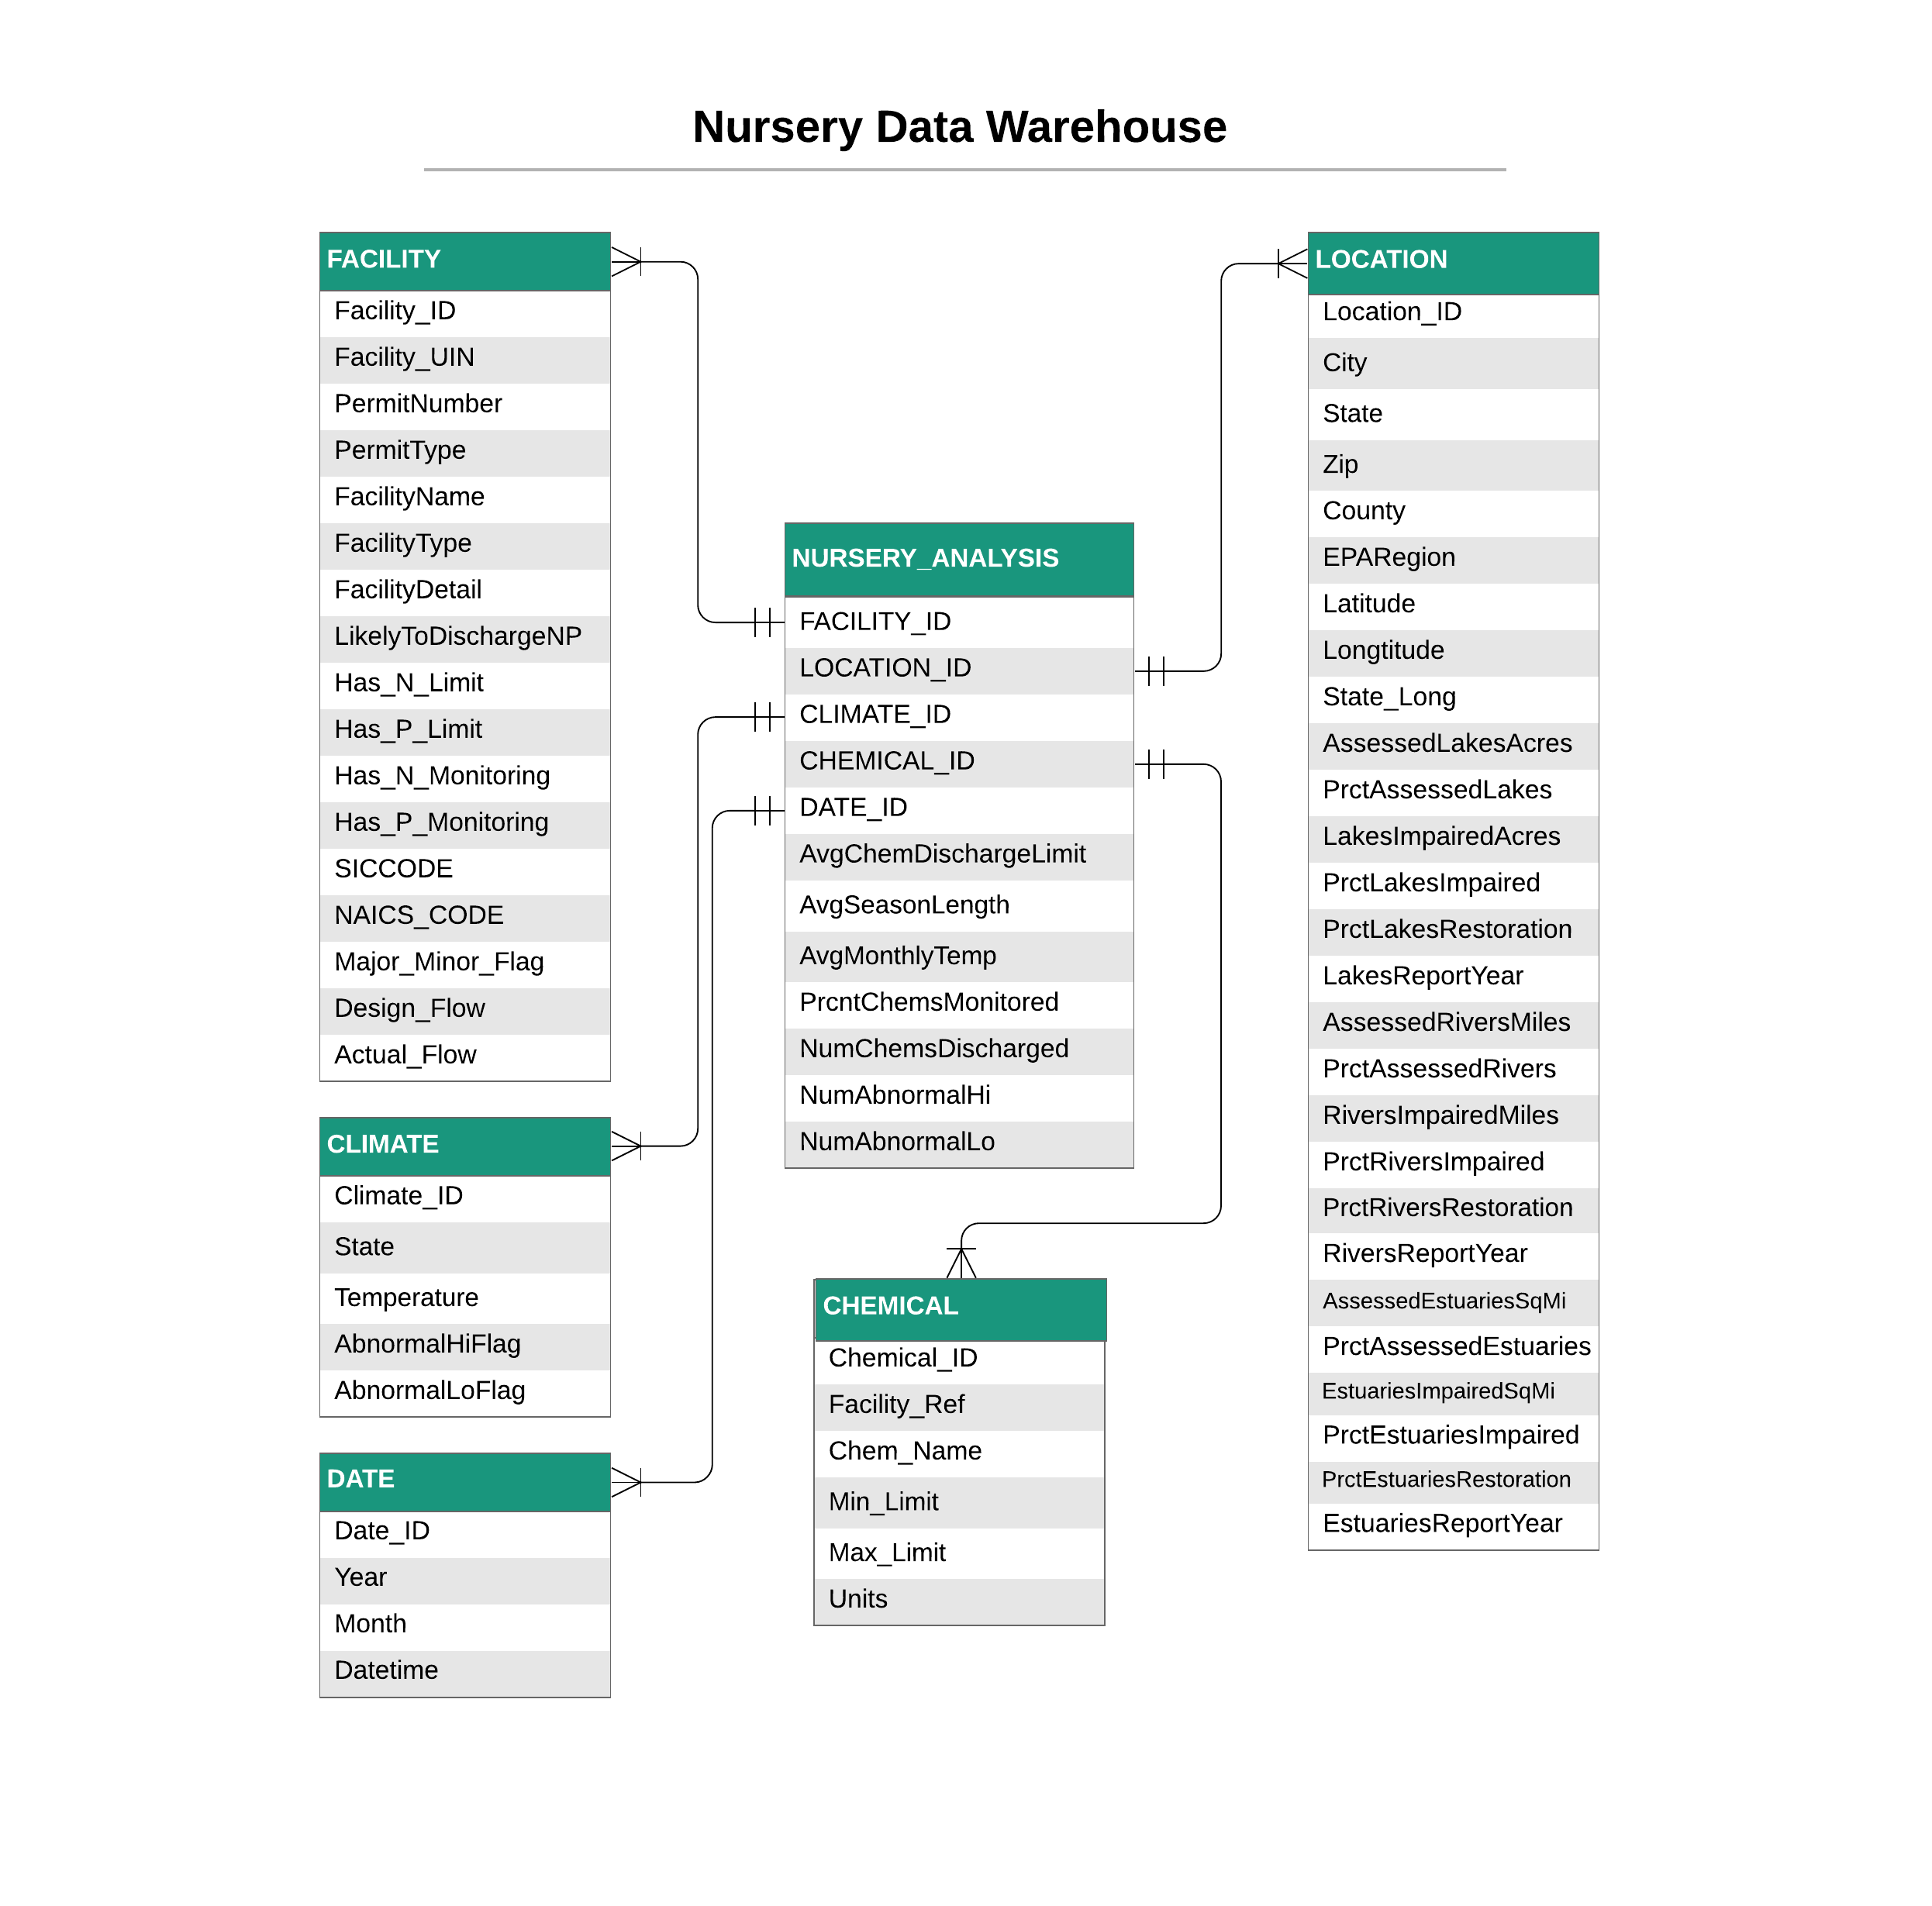 Nursery Data Warehouse
FACILITY
Facility_ID
Facility_UIN
PermitNumber
PermitType
FacilityName
FacilityType
FacilityDetail
LikelyToDischargeNP
Has_N_Limit
Has_P_Limit
Has_N_Monitoring
Has_P_Monitoring
SICCODE
NAICS_CODE
Major_Minor_Flag
Design_Flow
Actual_Flow
CLIMATE
Climate_ID
State
Temperature
AbnormalHiFlag
AbnormalLoFlag
DATE
Date_ID
Year
Month
Datetime
NURSERY_ANALYSIS
FACILITY_ID
LOCATION_ID
CLIMATE_ID
CHEMICAL_ID
DATE_ID
AvgChemDischargeLimit
AvgSeasonLength
AvgMonthlyTemp
PrcntChemsMonitored
NumChemsDischarged
NumAbnormalHi
NumAbnormalLo
CHEMICAL
Chemical_ID
Facility_Ref
Chem_Name
Min_Limit
Max_Limit
Units
LOCATION
Location_ID
City
State
Zip
County
EPARegion
Latitude
Longtitude
State_Long
AssessedLakesAcres
PrctAssessedLakes
LakesImpairedAcres
PrctLakesImpaired
PrctLakesRestoration
LakesReportYear
AssessedRiversMiles
PrctAssessedRivers
RiversImpairedMiles
PrctRiversImpaired
PrctRiversRestoration
RiversReportYear
AssessedEstuariesSqMi
PrctAssessedEstuaries
EstuariesImpairedSqMi
PrctEstuariesImpaired
PrctEstuariesRestoration
EstuariesReportYear